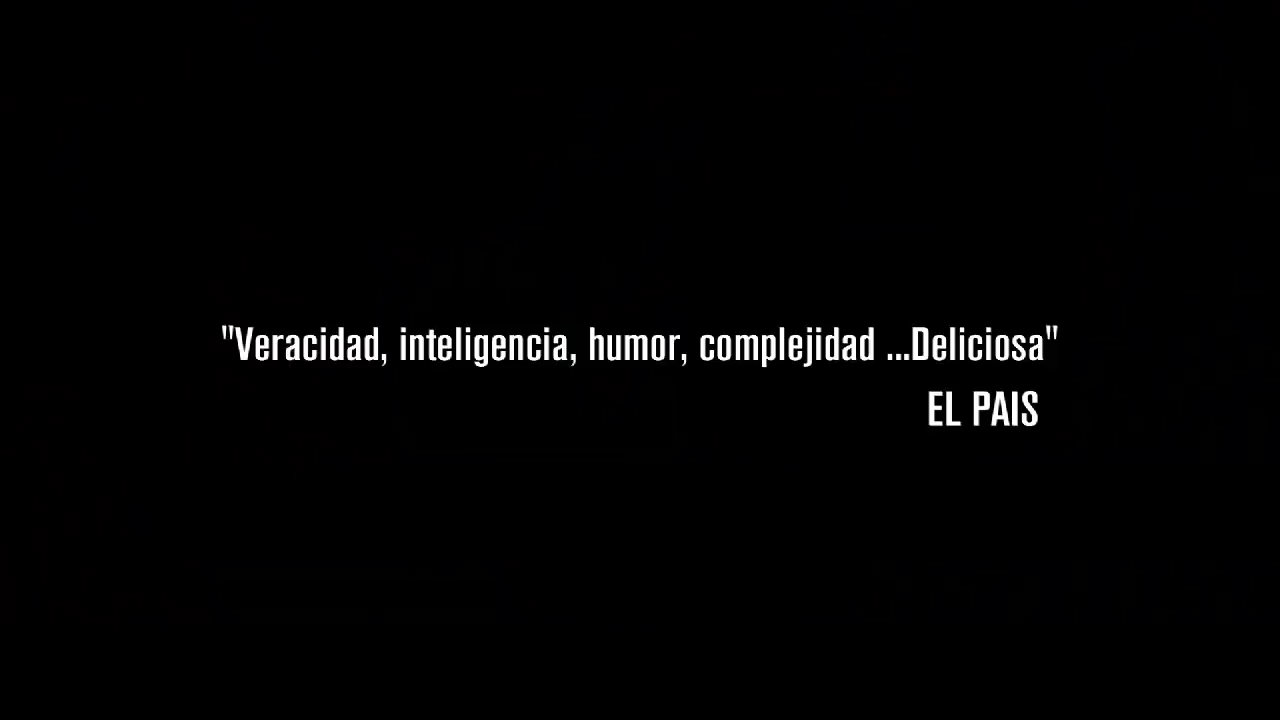 "Veracidad, inteligencia, humor, complejidad ...Deliciosa"
EL PAIS